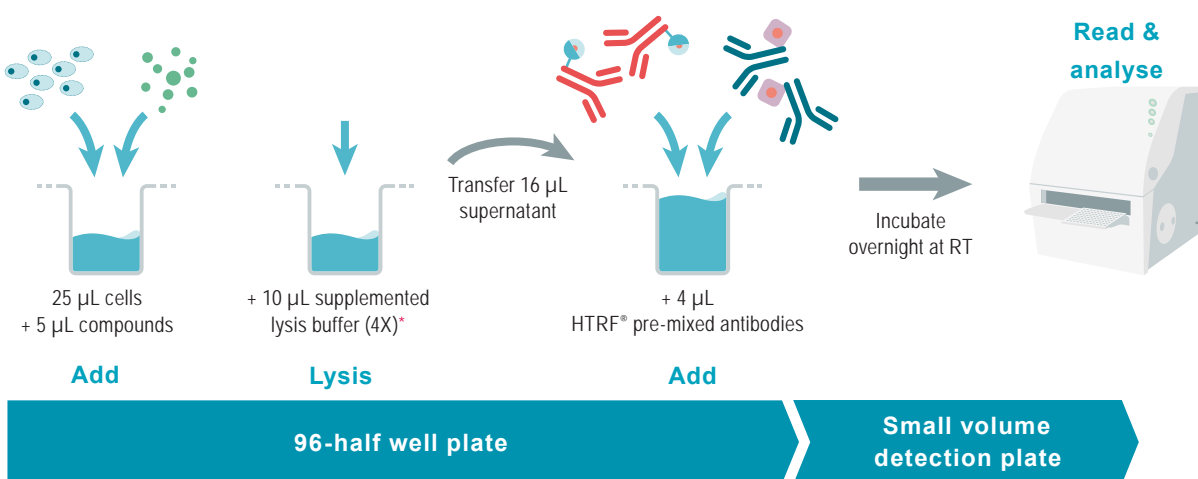 25 µL cells
+ 5 µL compounds
Add
+ 10 µL supplemented
lysis buffer (4X)*
Lysis
Transfer 16 µL
supernatant
+ 4 µL
HTRF® pre-mixed antibodies
Add
Incubate
overnight at RT
Read &
analyse
96-half well plate
Small volume
detection plate